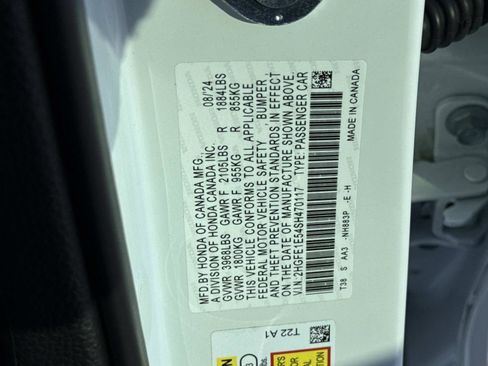 MFD BY: HONDA OF CANADA MFG. 08/24
A DIVISION OF HONDA CANADA INC.
GVWR 3968LBS GAWR F 2105LBS R 1884LBS
GVWR 1800KG GAWR F 955KG R 855KG
THIS VEHICLE CONFORMS TO ALL APPLICABLE
FEDERAL MOTOR VEHICLE SAFETY BUMPER,
AND THEFT PREVENTION STANDARDS IN EFFECT
ON THE DATE OF MANUFACTURE SHOWN ABOVE.
V.I.N:2HGFE1E54SH470117 TYPE: PASSENGER CAR
T38 S AA3 -NH883P -E -H MADE IN CANADA
T22 A1